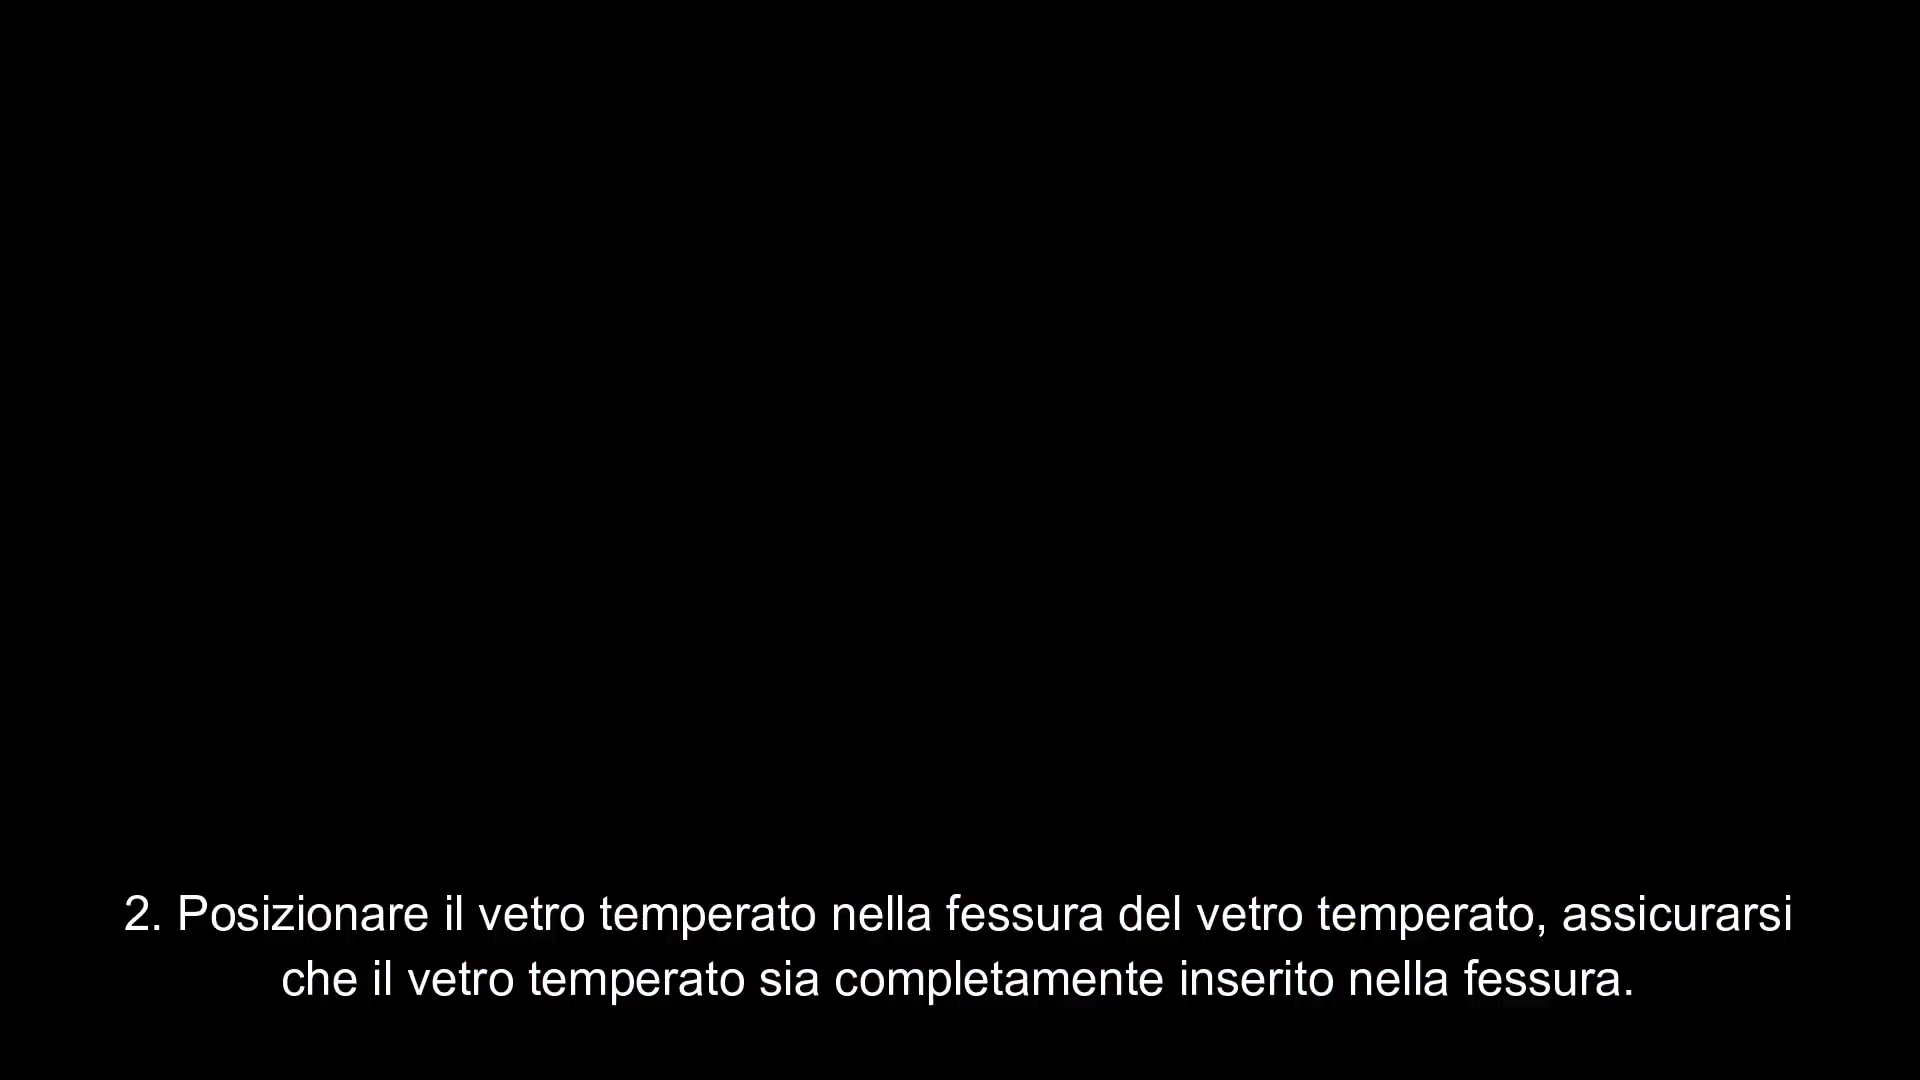 2. Posizionare il vetro temperato nella fessura del vetro temperato, assicurarsi
che il vetro temperato sia completamente inserito nella fessura.